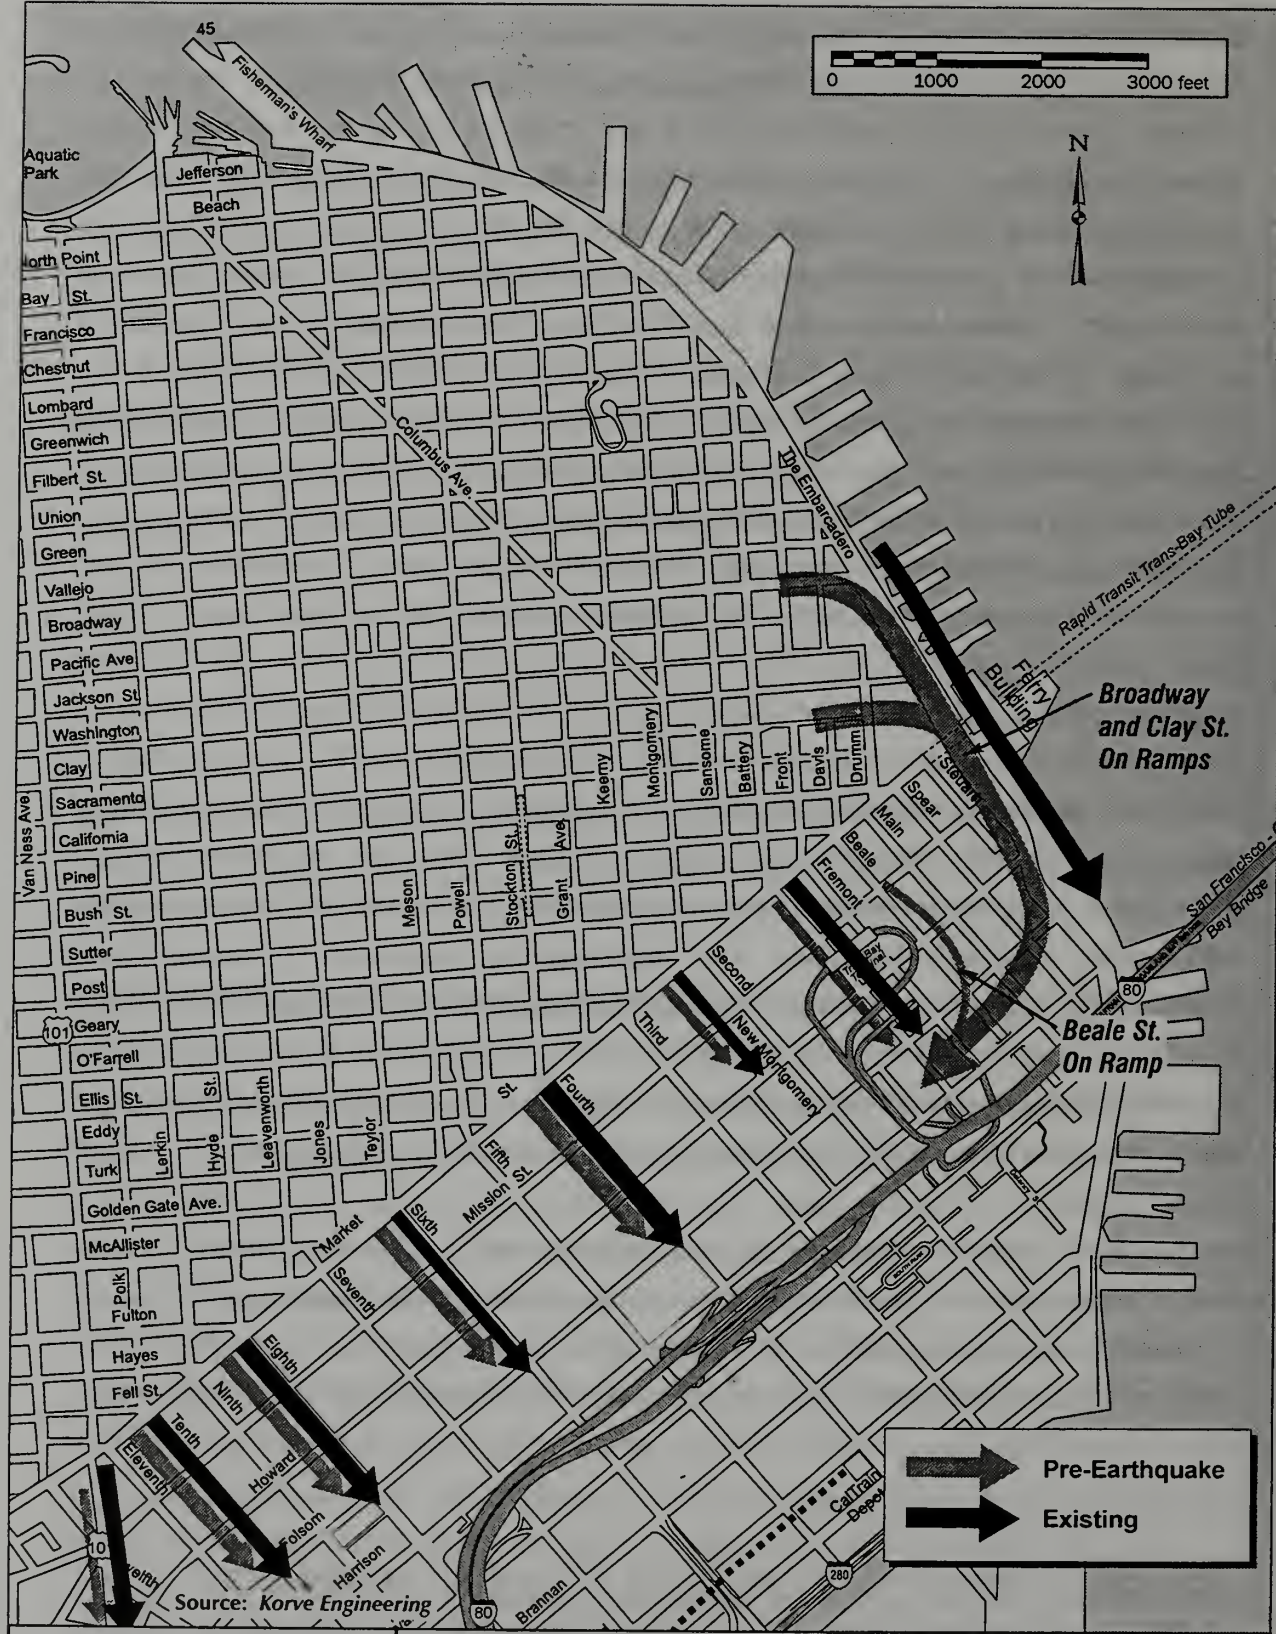 45
Fisherman's Wharf
0 1000 2000 3000 feet
N
Aquatic
Park
Jefferson
Beach
North Point
Bay St.
Francisco
Chestnut
Lombard
Greenwich
Filbert St.
Union
Green
Vallejo
Broadway
Pacific Ave
Jackson St
Washington
Clay
Sacramento
California
Pine
Bush St.
Sutter
Post
Geary
O'Farrell
Ellis St.
Eddy
Turk
Golden Gate Ave.
McAllister
Fulton
Hayes
Fell St.
Van Ness Ave
101
Polk
Larkin
Hyde
St.
Leavenworth
Jones
Taylor
Mason
Powell
Stockton St.
Grant Ave.
Kearny
Montgomery
Sansome
Battery
Front
Davis
Drumm
Columbus Ave.
The Embarcadero
Rapid Transit Trans-Bay Tube
Ferry
Building
Broadway
and Clay St.
On Ramps
Steuart
Spear
Main
Beale
Fremont
San Francisco
Bay Bridge
80
Beale St.
On Ramp
Second
New Montgomery
Third
St.
Fourth
Fifth
Mission St.
Sixth
Market
Seventh
Eighth
Ninth
Howard
Tenth
Eleventh
Folsom
Harrison
SOUTH PARK
Brannan
CalTrain
Depot
280
80
Pre-Earthquake
Existing
Source: Korve Engineering